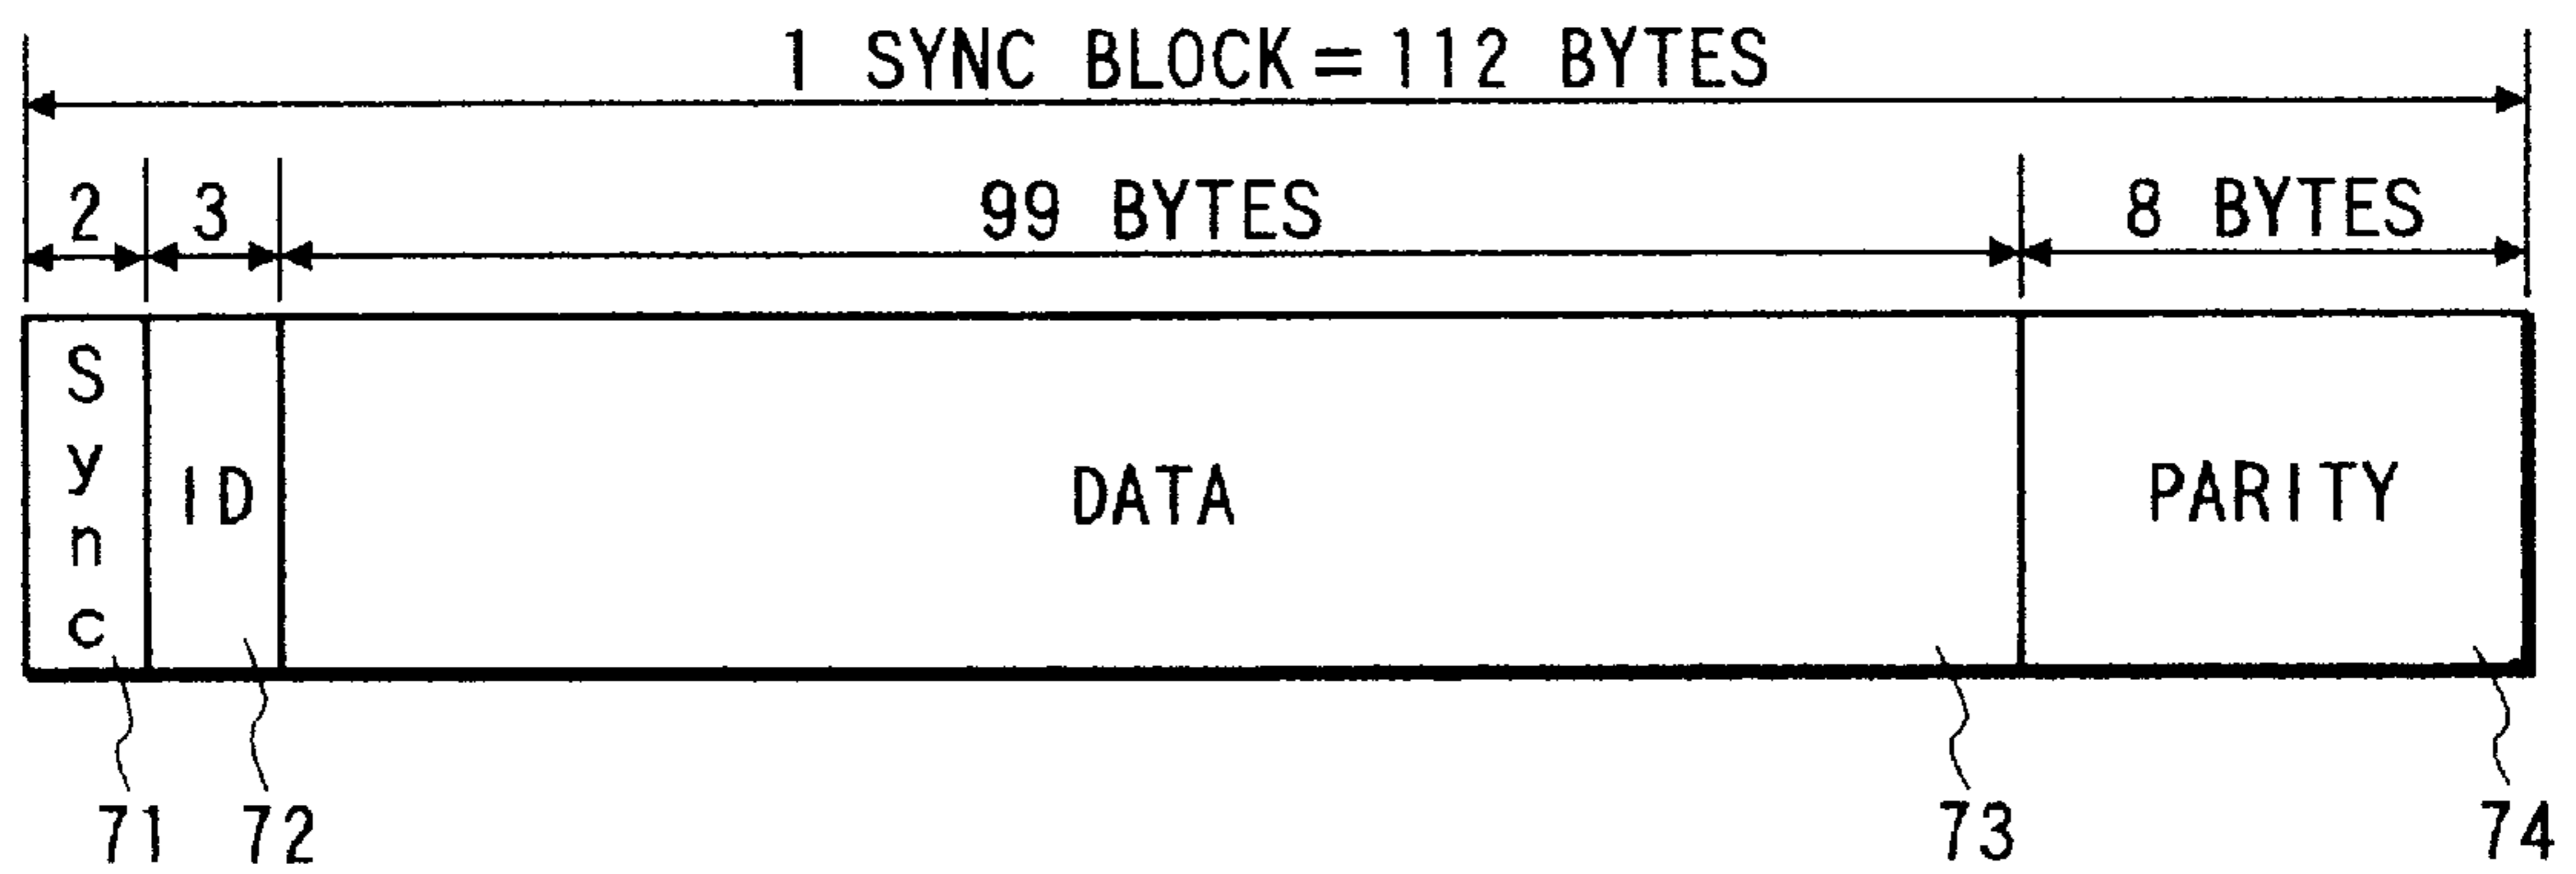 1 SYNC BLOCK = 112 BYTES
2 3 99 BYTES 8 BYTES
Sync ID DATA PARITY
71 72 73 74